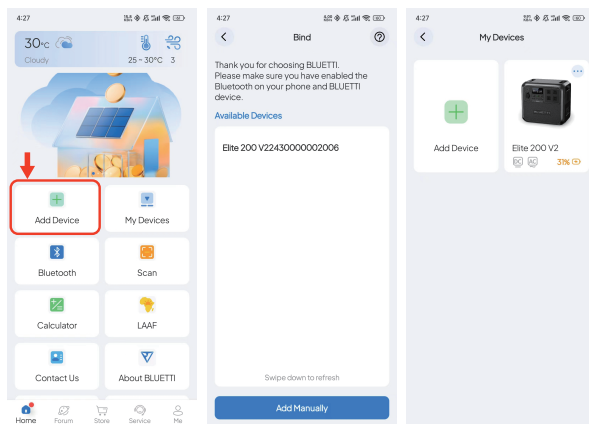 4:27
30°C
Cloudy
25 ~ 30°C 3
Add Device
My Devices
Bluetooth
Scan
Calculator
LAAF
Contact Us
About BLUETTI
Home
Forum
Store
Service
Me
4:27
Bind
Thank you for choosing BLUETTI.
Please make sure you have enabled the
Bluetooth on your phone and BLUETTI
device.
Available Devices
Elite 200 V22430000002006
Swipe down to refresh
Add Manually
4:27
My Devices
Add Device
Elite 200 V2
DC AC 31%